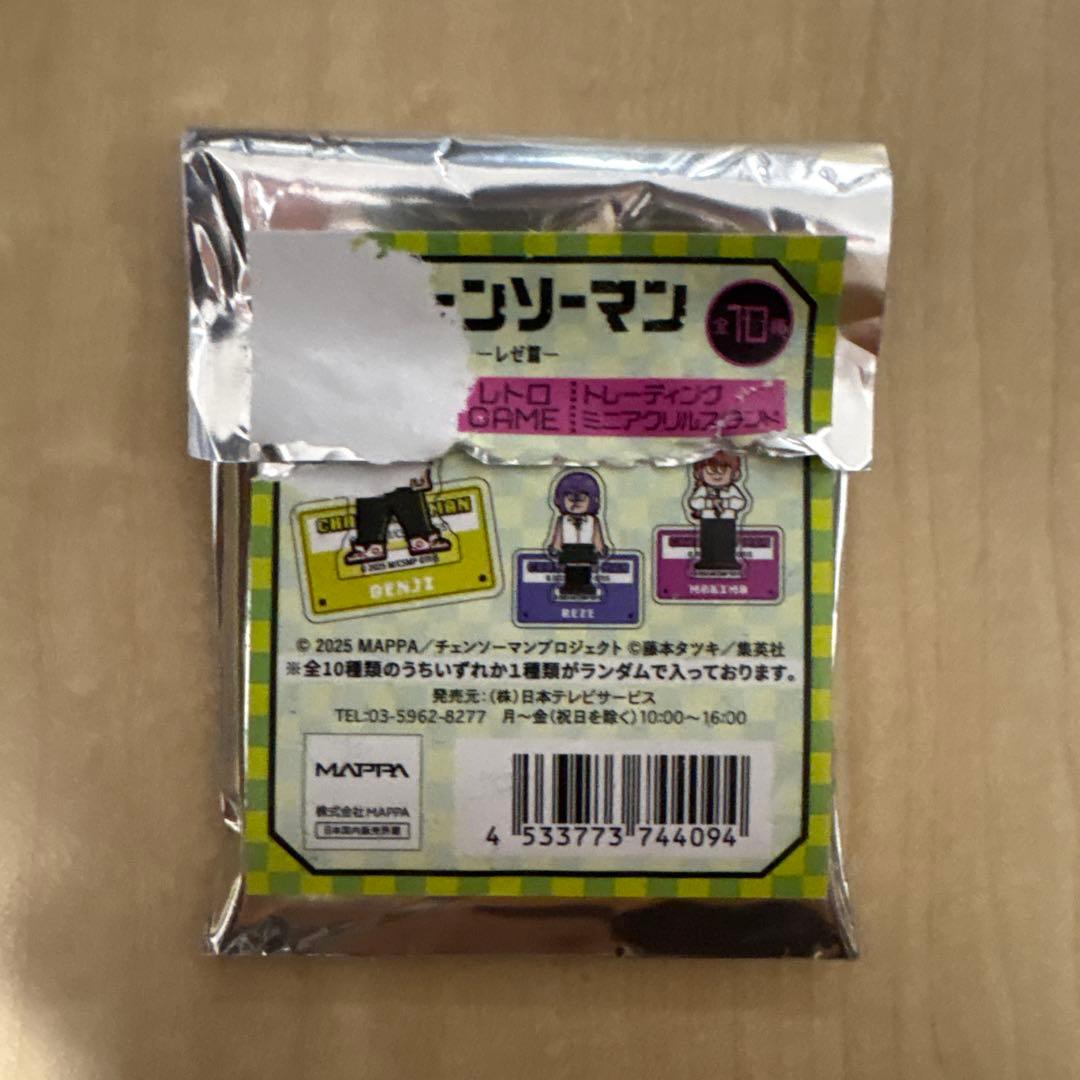 ェンソーマン
全10種
―レゼ篇―
レトロ GAME
トレーディング ミニアクリルスタンド
DENJI
REZE
MAKIMA
© 2025 MAPPA／チェンソーマンプロジェクト ©藤本タツキ／集英社
※全10種類のうちいずれか1種類がランダムで入っております。
発売元：（株）日本テレビサービス
TEL:03-5962-8277 月～金（祝日を除く）10:00～16:00
MAPPA
株式会社MAPPA
日本国内販売許諾
4 533773 744094